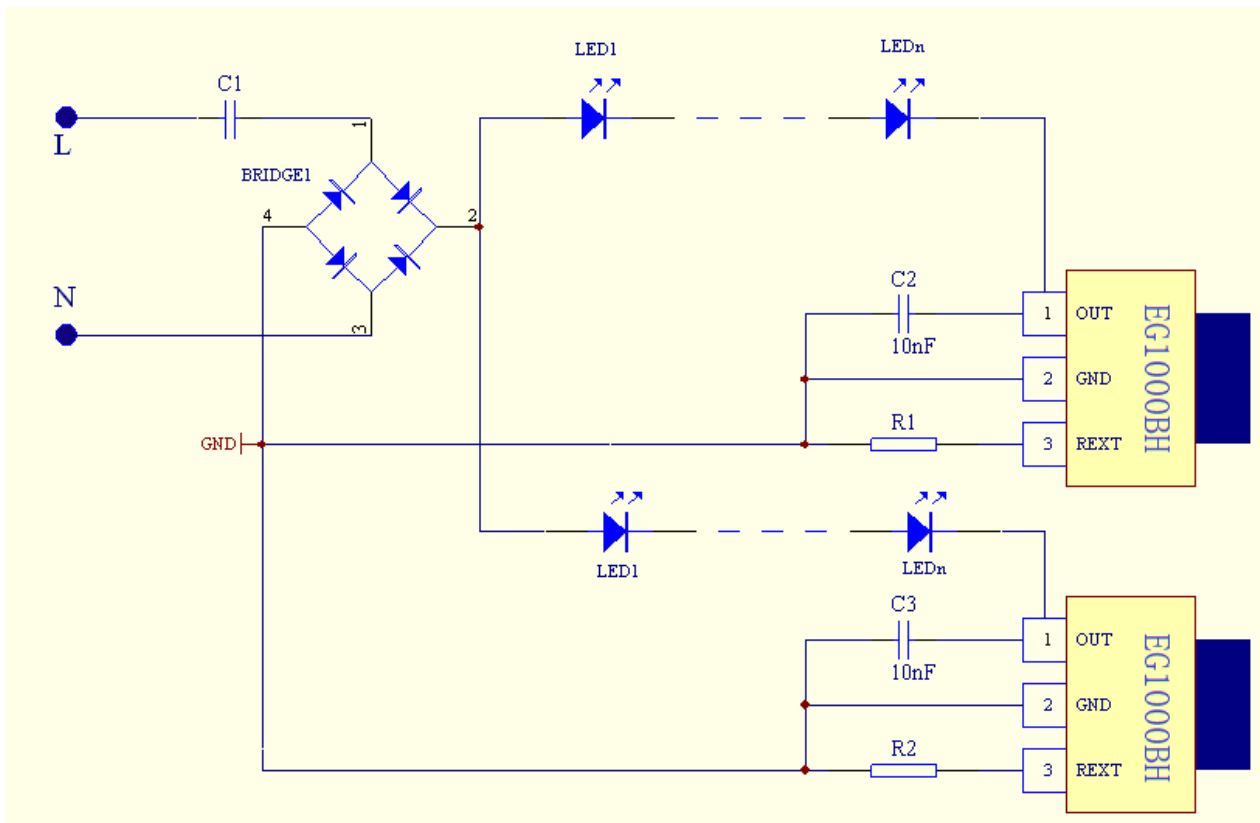 LED1
LEDn
C1
L
1
BRIDGE1
4
2
N
3
C2
10nF
1 OUT
2 GND
3 REXT
EG1000BH
GND
R1
LED1
LEDn
C3
10nF
1 OUT
2 GND
3 REXT
EG1000BH
R2